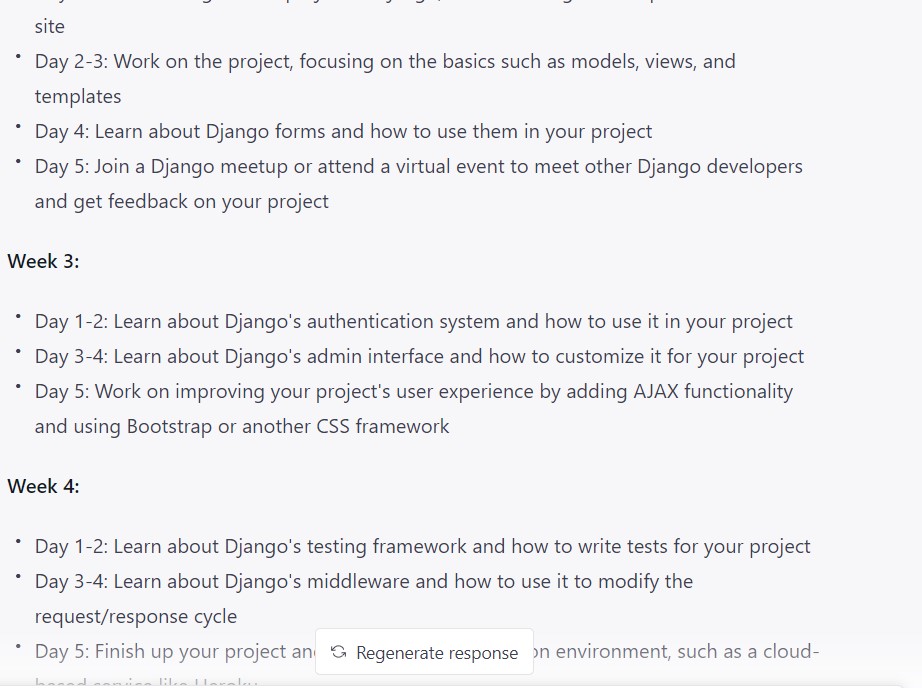 site
• Day 2-3: Work on the project, focusing on the basics such as models, views, and
templates
• Day 4: Learn about Django forms and how to use them in your project
• Day 5: Join a Django meetup or attend a virtual event to meet other Django developers
and get feedback on your project
Week 3:
• Day 1-2: Learn about Django's authentication system and how to use it in your project
• Day 3-4: Learn about Django's admin interface and how to customize it for your project
• Day 5: Work on improving your project's user experience by adding AJAX functionality
and using Bootstrap or another CSS framework
Week 4:
• Day 1-2: Learn about Django's testing framework and how to write tests for your project
• Day 3-4: Learn about Django's middleware and how to use it to modify the
request/response cycle
• Day 5: Finish up your project environment, such as a cloud-
Regenerate response
based service like Heroku